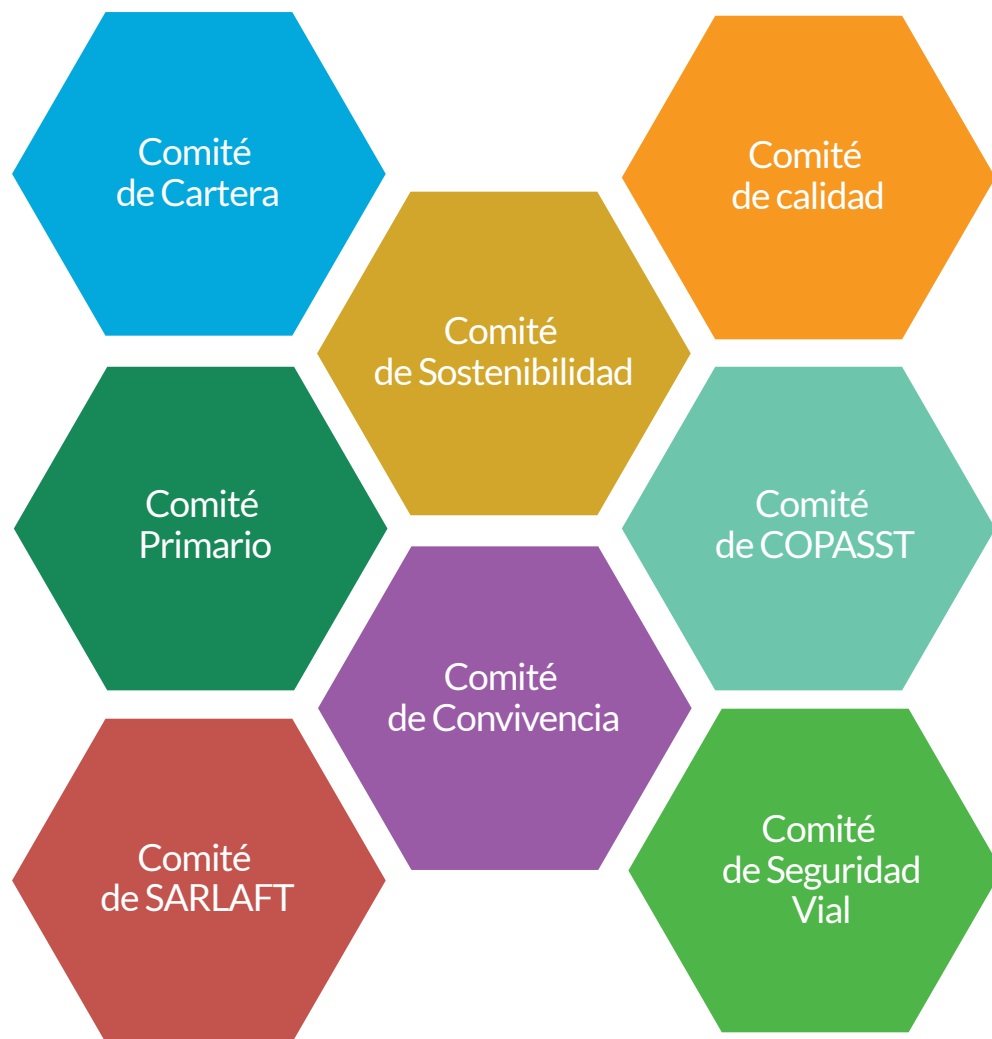 Comité
de Cartera
Comité
de calidad
Comité
de Sostenibilidad
Comité
Primario
Comité
de COPASST
Comité
de Convivencia
Comité
de SARLAFT
Comité
de Seguridad
Vial